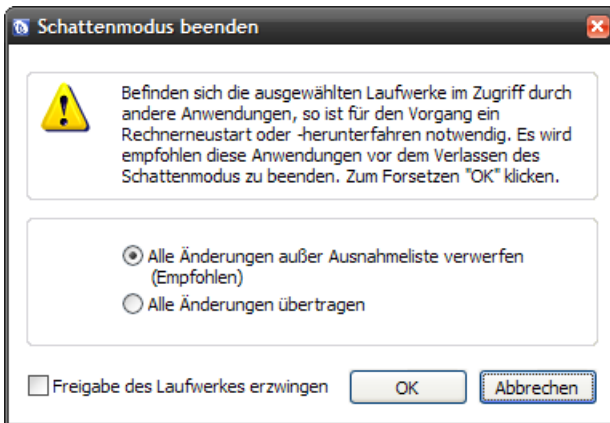 Schattenmodus beenden
Befinden sich die ausgewählten Laufwerke im Zugriff durch
andere Anwendungen, so ist für den Vorgang ein
Rechnerneustart oder -herunterfahren notwendig. Es wird
empfohlen diese Anwendungen vor dem Verlassen des
Schattenmodus zu beenden. Zum Forsetzen "OK" klicken.
Alle Änderungen außer Ausnahmeliste verwerfen
(Empfohlen)
Alle Änderungen übertragen
Freigabe des Laufwerkes erzwingen
OK
Abbrechen